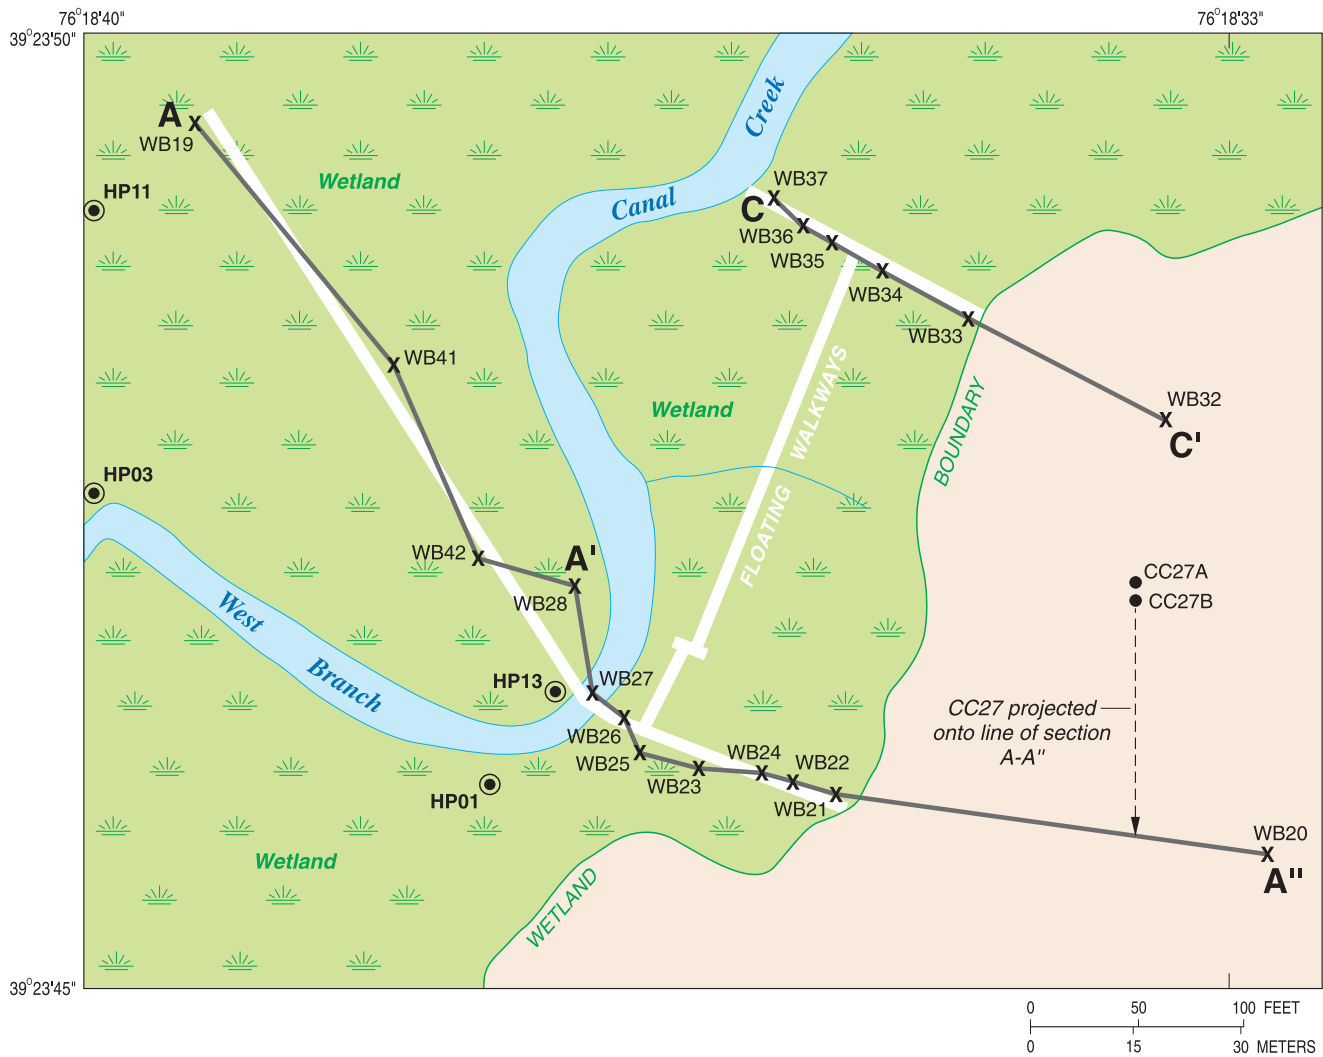 76°18'40"
76°18'33"
39°23'50"
Creek
A
WB19
Wetland
HP11
WB37
Canal
C
WB36
WB35
WB34
WB33
WB41
WB32
C'
Wetland
FLOATING WALKWAYS
BOUNDARY
HP03
WB42
A'
WB28
CC27A
CC27B
West
Branch
HP13
WB27
CC27 projected
onto line of section
A-A"
WB26
WB25
WB24
WB22
WB23
WB21
HP01
WB20
A"
Wetland
WETLAND
39°23'45"
0 50 100 FEET
0 15 30 METERS